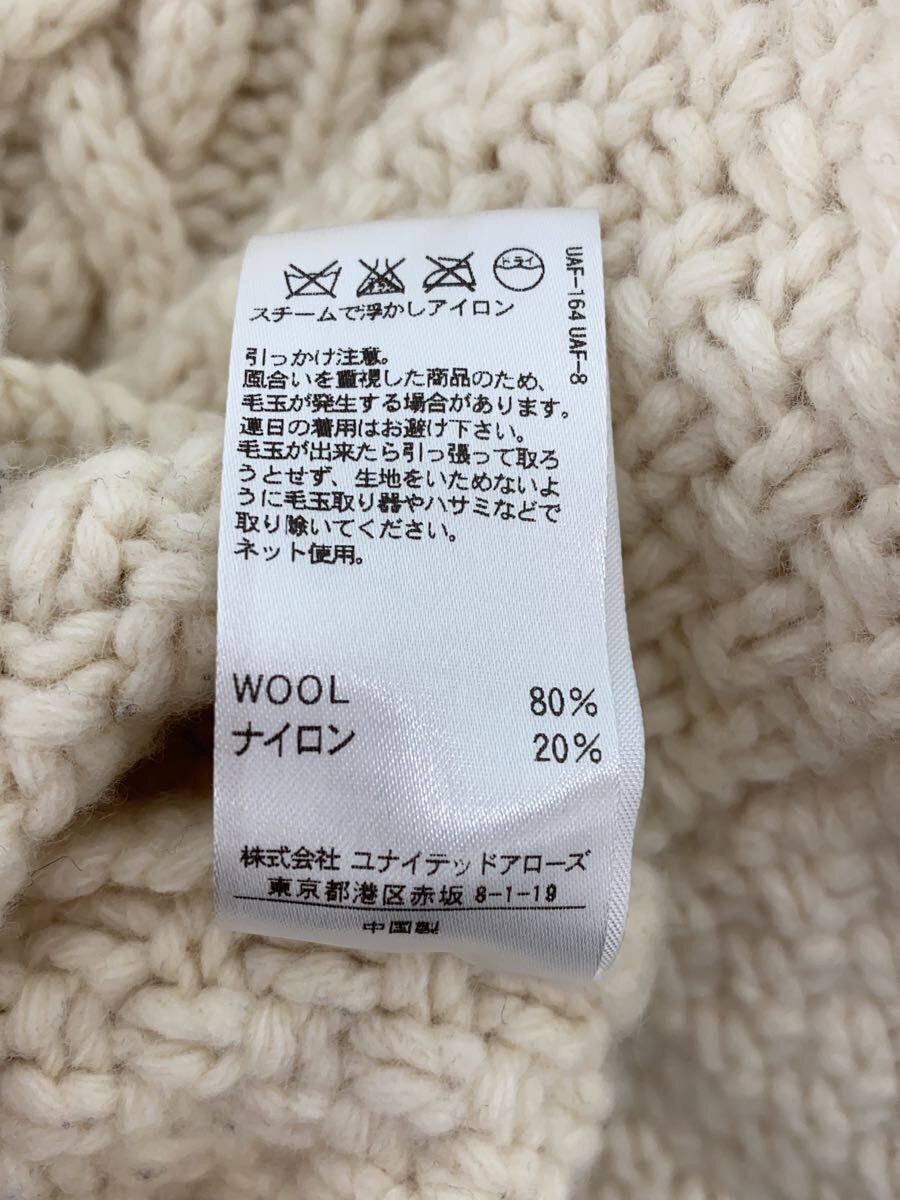 ドライ
スチームで浮かしアイロン
引っかけ注意。
風合いを重視した商品のため、
毛玉が発生する場合があります。
連日の着用はお避け下さい。
毛玉が出来たら引っ張って取ろ
うとせず、生地をいためないよ
うに毛玉取り器やハサミなどで
取り除いてください。
ネット使用。
WOOL 80%
ナイロン 20%
株式会社 ユナイテッドアローズ
東京都港区赤坂 8-1-19
中国製
UAF-164 UAF-8